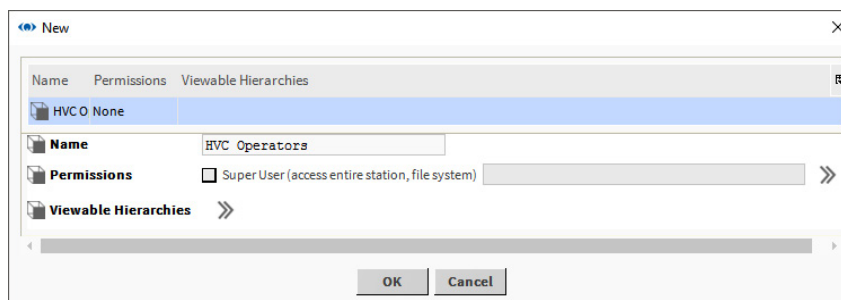 New
Name Permissions Viewable Hierarchies
HVC O None
Name HVC Operators
Permissions Super User (access entire station, file system)
Viewable Hierarchies
OK Cancel